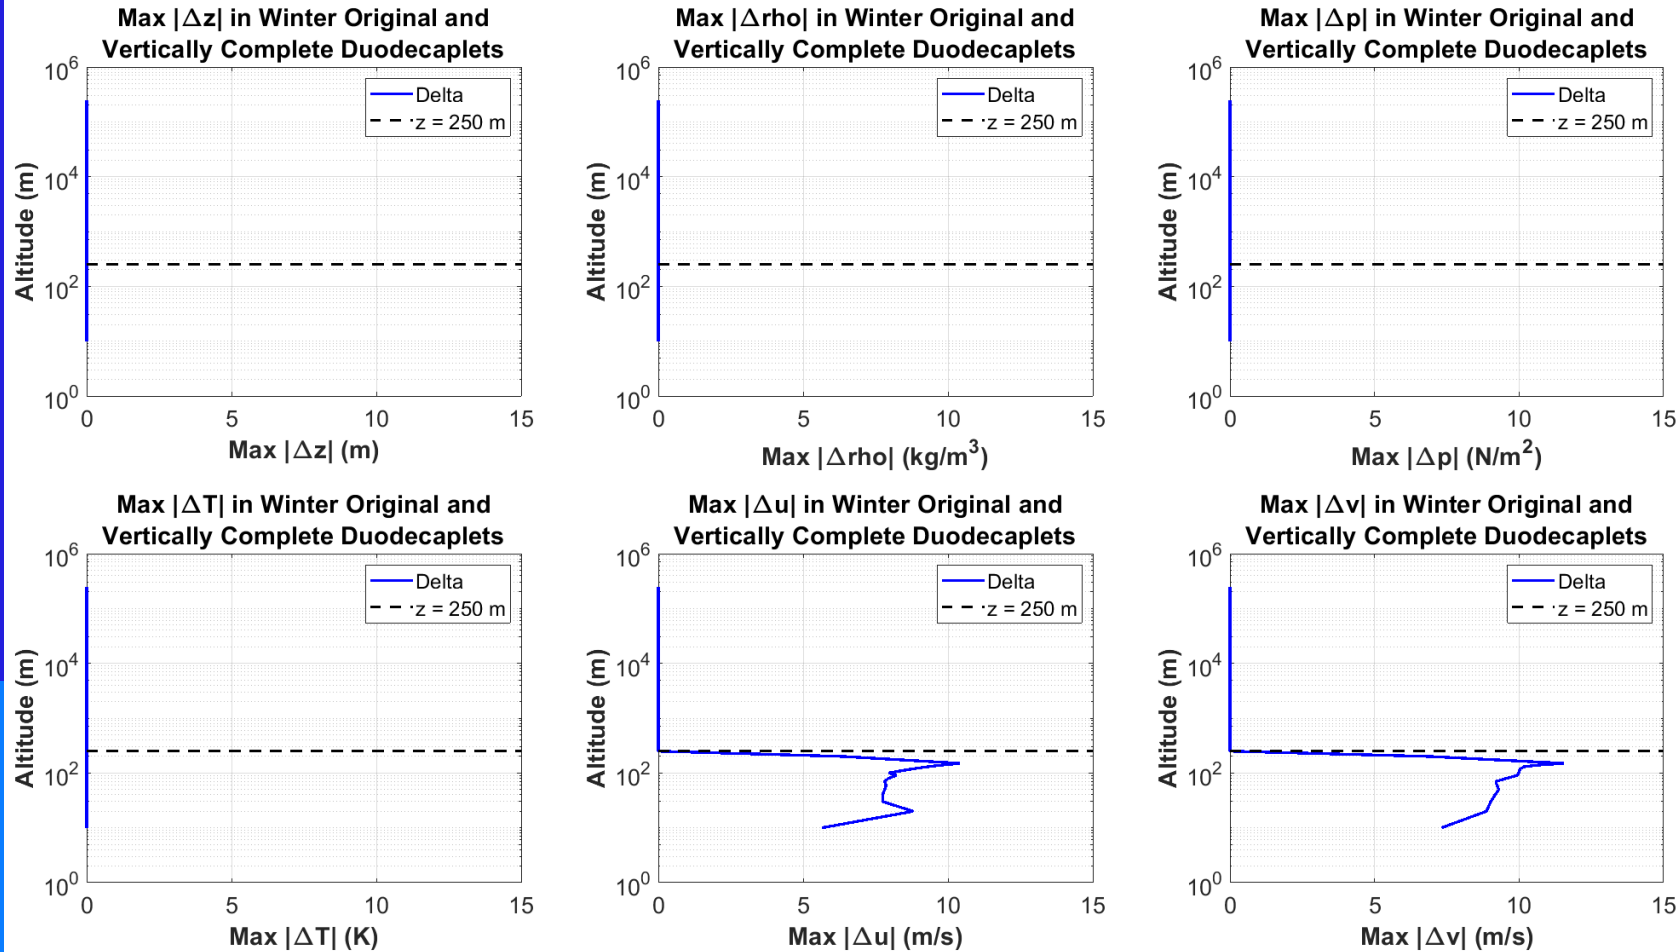 Max |Δz| in Winter Original and
Vertically Complete Duodecaplets
10^6
10^4
10^2
10^0
Altitude (m)
Delta
z = 250 m
0 5 10 15
Max |Δz| (m)
Max |Δrho| in Winter Original and
Vertically Complete Duodecaplets
10^6
10^4
10^2
10^0
Altitude (m)
Delta
z = 250 m
0 5 10 15
Max |Δrho| (kg/m^3)
Max |Δp| in Winter Original and
Vertically Complete Duodecaplets
10^6
10^4
10^2
10^0
Altitude (m)
Delta
z = 250 m
0 5 10 15
Max |Δp| (N/m^2)
Max |ΔT| in Winter Original and
Vertically Complete Duodecaplets
10^6
10^4
10^2
10^0
Altitude (m)
Delta
z = 250 m
0 5 10 15
Max |ΔT| (K)
Max |Δu| in Winter Original and
Vertically Complete Duodecaplets
10^6
10^4
10^2
10^0
Altitude (m)
Delta
z = 250 m
0 5 10 15
Max |Δu| (m/s)
Max |Δv| in Winter Original and
Vertically Complete Duodecaplets
10^6
10^4
10^2
10^0
Altitude (m)
Delta
z = 250 m
0 5 10 15
Max |Δv| (m/s)